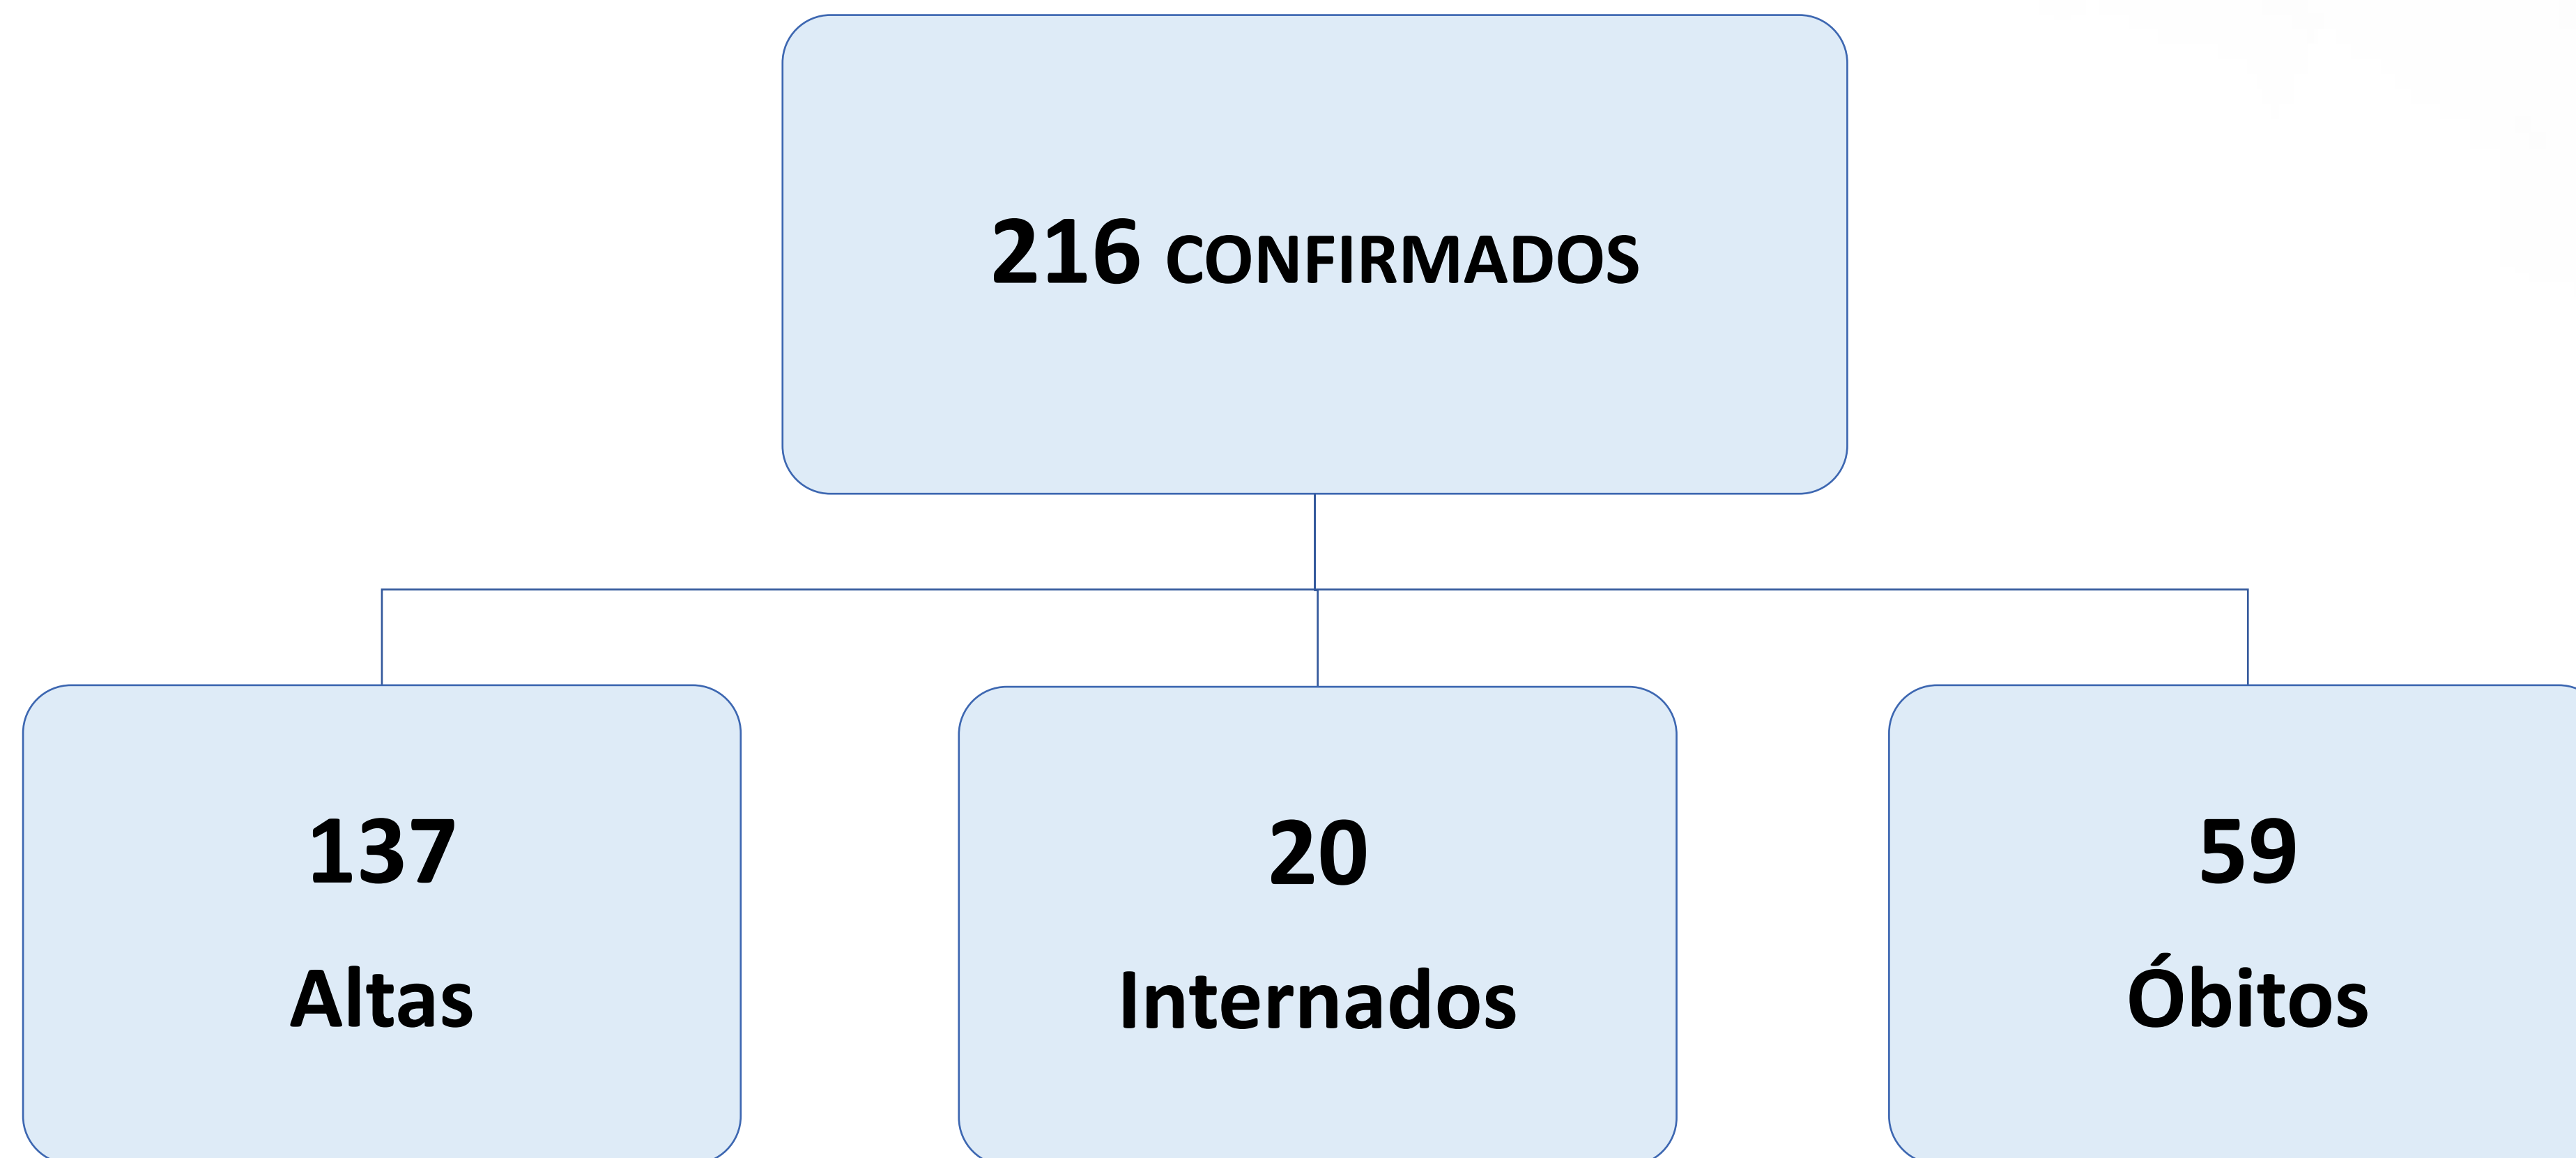 216 CONFIRMADOS
137
Altas
20
Internados
59
Óbitos